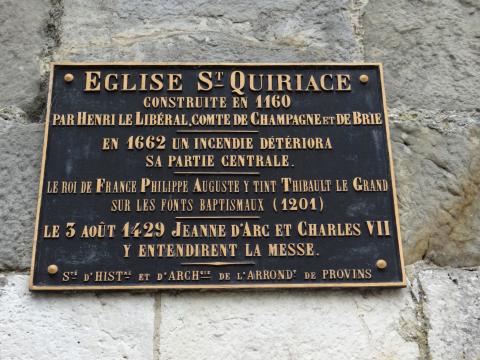 EGLISE ST QUIRIACE
CONSTRUITE EN 1160
PAR HENRI LE LIBÉRAL, COMTE DE CHAMPAGNE ET DE BRIE
EN 1662 UN INCENDIE DÉTÉRIORA
SA PARTIE CENTRALE.
LE ROI DE FRANCE PHILIPPE AUGUSTE Y TINT THIBAULT LE GRAND
SUR LES FONTS BAPTISMAUX (1201)
LE 3 AOÛT 1429 JEANNE D'ARC ET CHARLES VII
Y ENTENDIRENT LA MESSE.
STÉ D'HISTRE ET D'ARCHGIE DE L'ARRONDT DE PROVINS